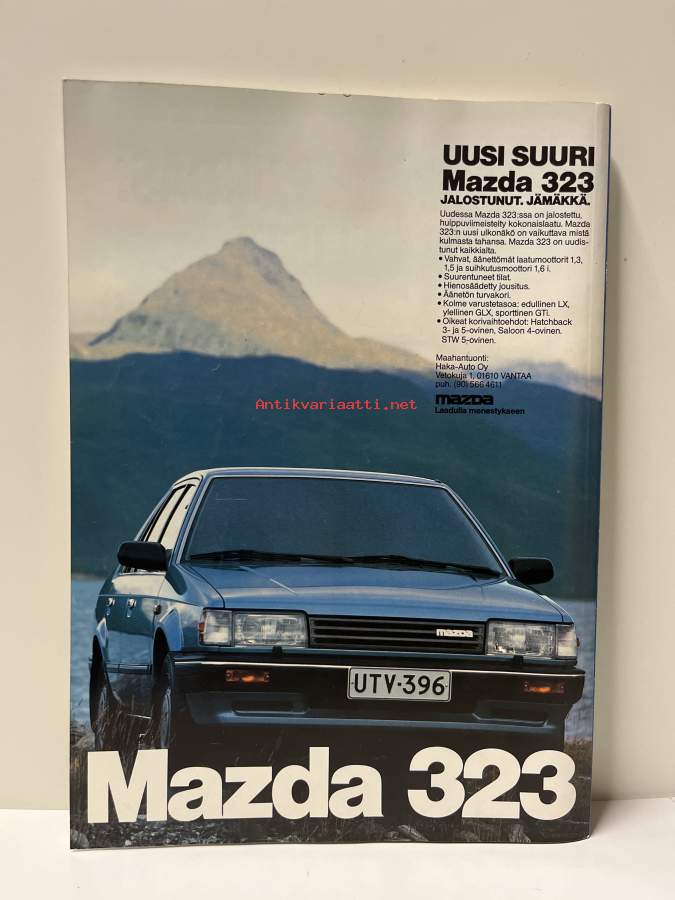 UUSI SUURI
Mazda 323
JALOSTUNUT. JÄMÄKKÄ.
Uudessa Mazda 323:ssa on jalostettu,
huippuviimeistelty kokonaislaatu. Mazda
323:n uusi ulkonäkö on vaikuttava mistä
kulmasta tahansa. Mazda 323 on uudis-
tunut kaikkialta.
• Vahvat, äänettömät laatumoottorit 1,3,
1,5 ja suihkutusmoottori 1,6 i.
• Suurentuneet tilat.
• Hienosäädetty jousitus.
• Äänetön turvakori.
• Kolme varustetasoa: edullinen LX,
ylellinen GLX, sporttinen GTi.
• Oikeat korivaihtoehdot: Hatchback
3- ja 5-ovinen, Saloon 4-ovinen.
STW 5-ovinen.
Maahantuonti:
Haka-Auto Oy
Vetokuja 1, 01610 VANTAA
puh. (90) 566 4611
mazda
Laadulla menestykseen
Antikvariaatti.net
mazda
UTV-396
Mazda 323